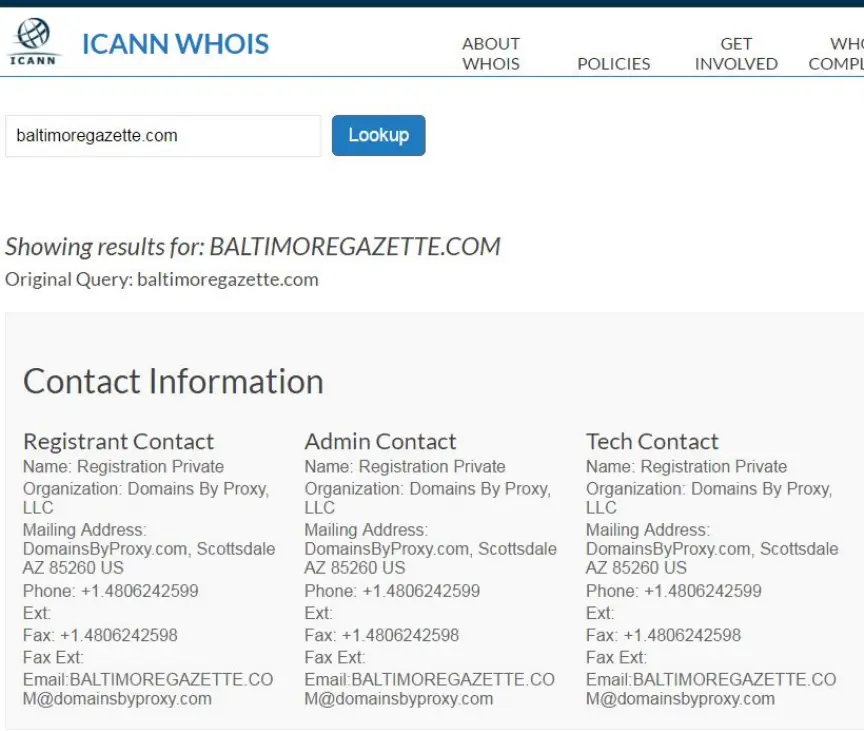 ICANN
ICANN WHOIS
ABOUT
WHOIS
POLICIES
GET
INVOLVED
WHO
COMPL
baltimoregazette.com
Lookup
Showing results for: BALTIMOREGAZETTE.COM
Original Query: baltimoregazette.com
Contact Information
Registrant Contact
Name: Registration Private
Organization: Domains By Proxy,
LLC
Mailing Address:
DomainsByProxy.com, Scottsdale
AZ 85260 US
Phone: +1.4806242599
Ext:
Fax: +1.4806242598
Fax Ext:
Email:BALTIMOREGAZETTE.CO
M@domainsbyproxy.com
Admin Contact
Name: Registration Private
Organization: Domains By Proxy,
LLC
Mailing Address:
DomainsByProxy.com, Scottsdale
AZ 85260 US
Phone: +1.4806242599
Ext:
Fax: +1.4806242598
Fax Ext:
Email:BALTIMOREGAZETTE.CO
M@domainsbyproxy.com
Tech Contact
Name: Registration Private
Organization: Domains By Proxy,
LLC
Mailing Address:
DomainsByProxy.com, Scottsdale
AZ 85260 US
Phone: +1.4806242599
Ext:
Fax: +1.4806242598
Fax Ext:
Email:BALTIMOREGAZETTE.CO
M@domainsbyproxy.com